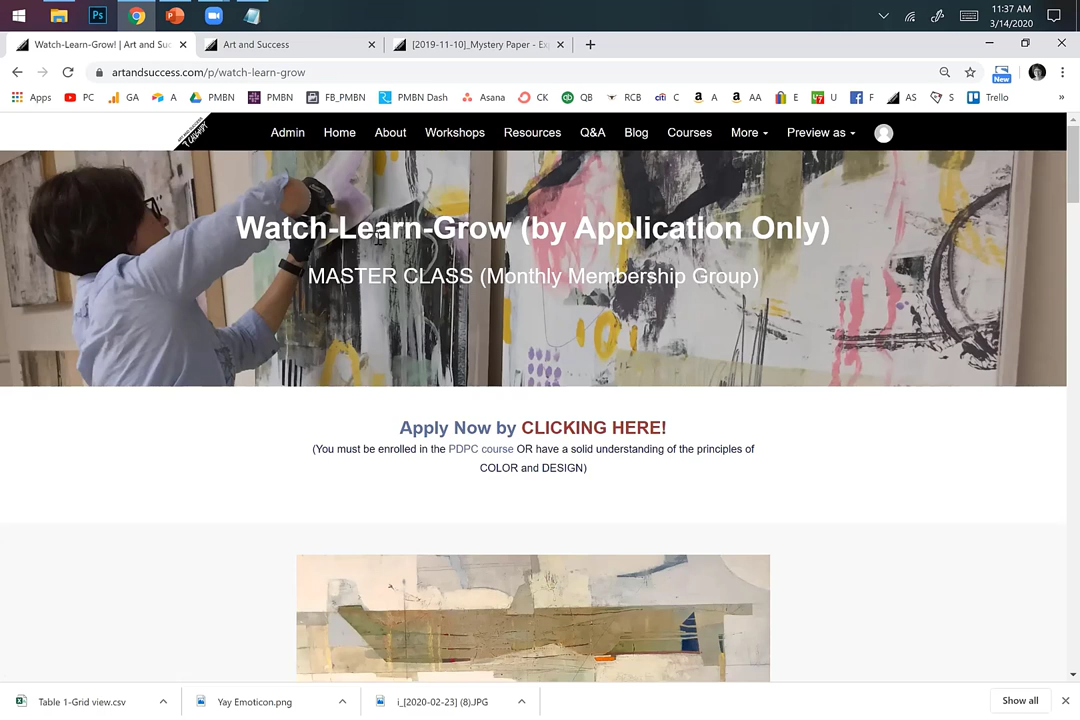 11:37 AM
3/14/2020
Ps
Watch-Learn-Grow! | Art and Suc
Art and Success
[2019-11-10]_Mystery Paper - Ex
artandsuccess.com/p/watch-learn-grow
New
Apps PC GA A PMBN PMBN FB_PMBN PMBN Dash Asana CK QB RCB citi C a A a AA E U F AS S Trello »
Admin Home About Workshops Resources Q&A Blog Courses More Preview as
Watch-Learn-Grow (by Application Only)
MASTER CLASS (Monthly Membership Group)
Apply Now by CLICKING HERE!
(You must be enrolled in the PDPC course OR have a solid understanding of the principles of
COLOR and DESIGN)
Table 1-Grid view.csv
Yay Emoticon.png
i_[2020-02-23] (8).JPG
Show all